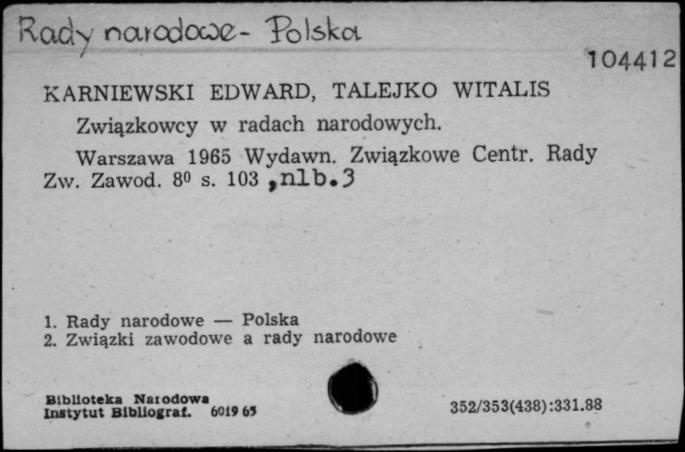 Rady narodowe - Polska
104412
KARNIEWSKI EDWARD, TALEJKO WITALIS
Związkowcy w radach narodowych.
Warszawa 1965 Wydawn. Związkowe Centr. Rady
Zw. Zawod. 8⁰ s. 103 ,nlb.3
1. Rady narodowe — Polska
2. Związki zawodowe a rady narodowe
Biblioteka Narodowa
Instytut Bibliograf. 6019 65
352/353(438):331.88